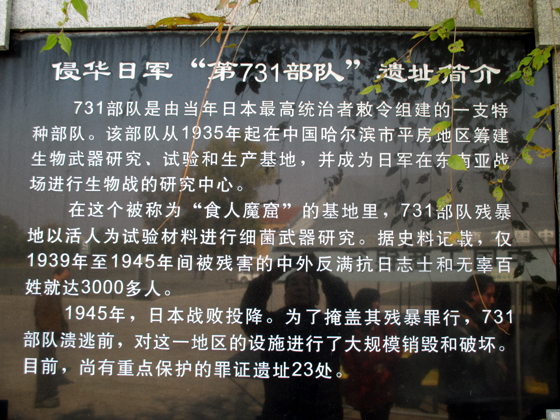 侵华日军“第731部队”遗址简介
731部队是由当年日本最高统治者敕令组建的一支特
种部队。该部队从1935年起在中国哈尔滨市平房地区筹建
生物武器研究、试验和生产基地，并成为日军在东南亚战
场进行生物战的研究中心。
在这个被称为“食人魔窟”的基地里，731部队残暴
地以活人为试验材料进行细菌武器研究。据史料记载，仅
1939年至1945年间被残害的中外反满抗日志士和无辜百
姓就达3000多人。
1945年，日本战败投降。为了掩盖其残暴罪行，731
部队溃逃前，对这一地区的设施进行了大规模销毁和破坏。
目前，尚有重点保护的罪证遗址23处。